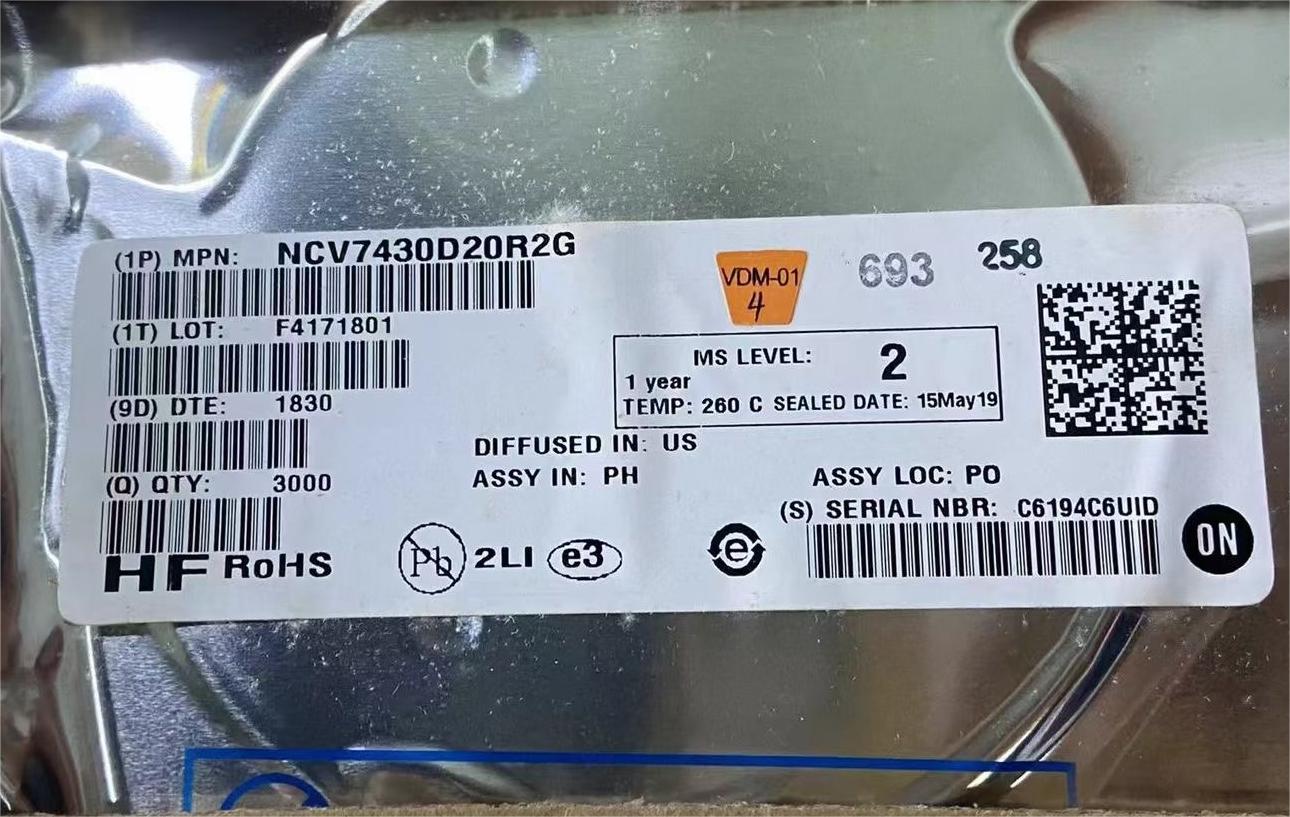 (1P) MPN: NCV7430D20R2G
(1T) LOT: F4171801
(9D) DTE: 1830
(Q) QTY: 3000
HF RoHS
Pb 2LI e3
VDM-01
4
693
258
MS LEVEL: 2
1 year
TEMP: 260 C SEALED DATE: 15May19
DIFFUSED IN: US
ASSY IN: PH
ASSY LOC: PO
(S) SERIAL NBR: C6194C6UID
e
ON